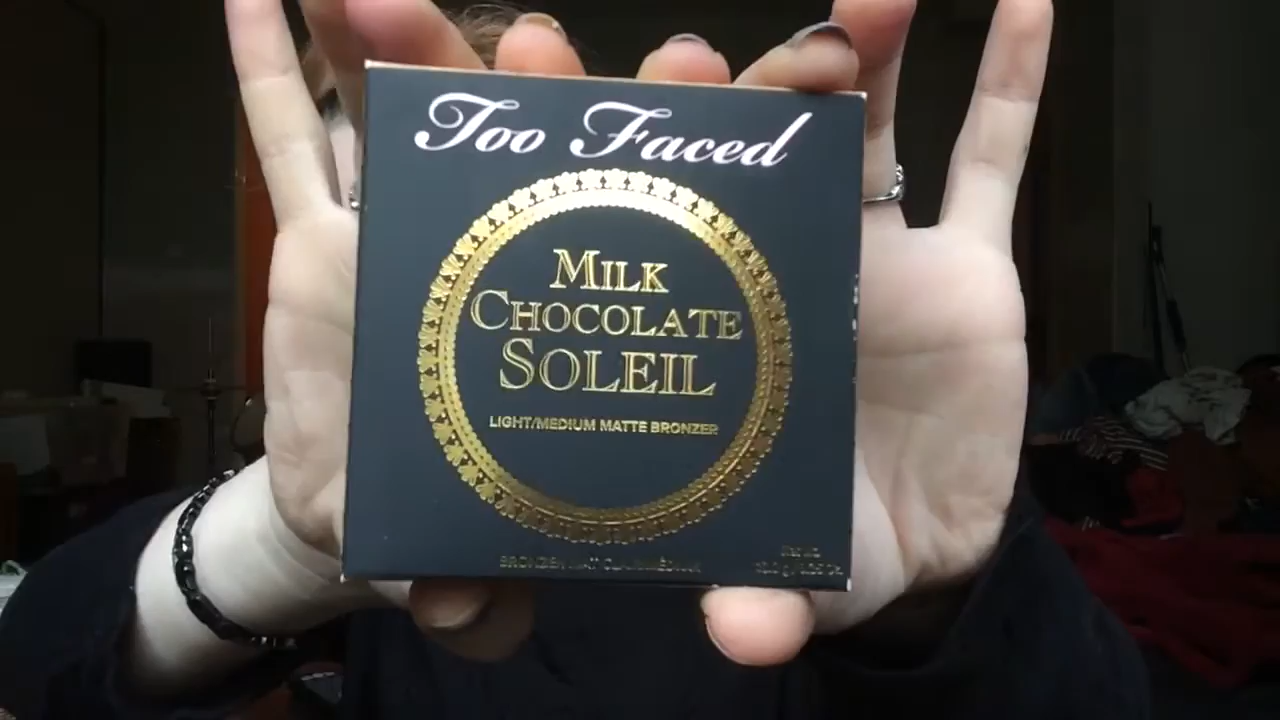 Too Faced
MILK
CHOCOLATE
SOLEIL
LIGHT/MEDIUM MATTE BRONZER